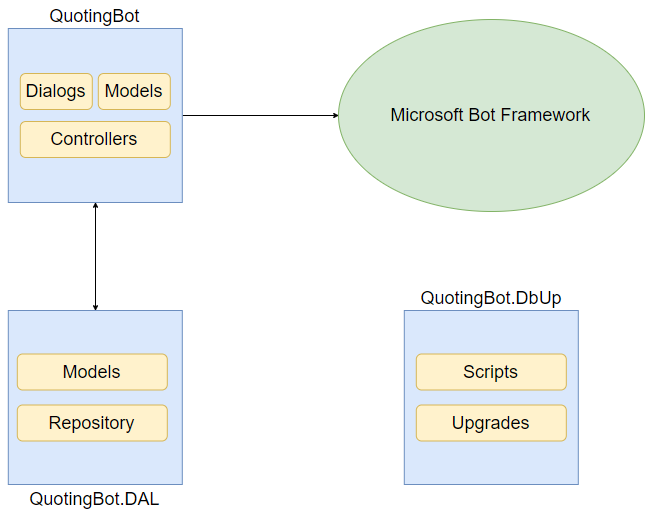 QuotingBot
Dialogs
Models
Controllers
Microsoft Bot Framework
Models
Repository
QuotingBot.DAL
QuotingBot.DbUp
Scripts
Upgrades